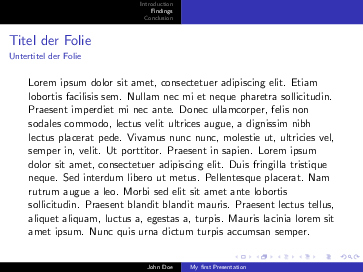 Introduction
Findings
Conclusion
Titel der Folie
Untertitel der Folie
Lorem ipsum dolor sit amet, consectetuer adipiscing elit. Etiam
lobortis facilisis sem. Nullam nec mi et neque pharetra sollicitudin.
Praesent imperdiet mi nec ante. Donec ullamcorper, felis non
sodales commodo, lectus velit ultrices augue, a dignissim nibh
lectus placerat pede. Vivamus nunc nunc, molestie ut, ultricies vel,
semper in, velit. Ut porttitor. Praesent in sapien. Lorem ipsum
dolor sit amet, consectetuer adipiscing elit. Duis fringilla tristique
neque. Sed interdum libero ut metus. Pellentesque placerat. Nam
rutrum augue a leo. Morbi sed elit sit amet ante lobortis
sollicitudin. Praesent blandit blandit mauris. Praesent lectus tellus,
aliquet aliquam, luctus a, egestas a, turpis. Mauris lacinia lorem sit
amet ipsum. Nunc quis urna dictum turpis accumsan semper.
John Doe
My first Presentation